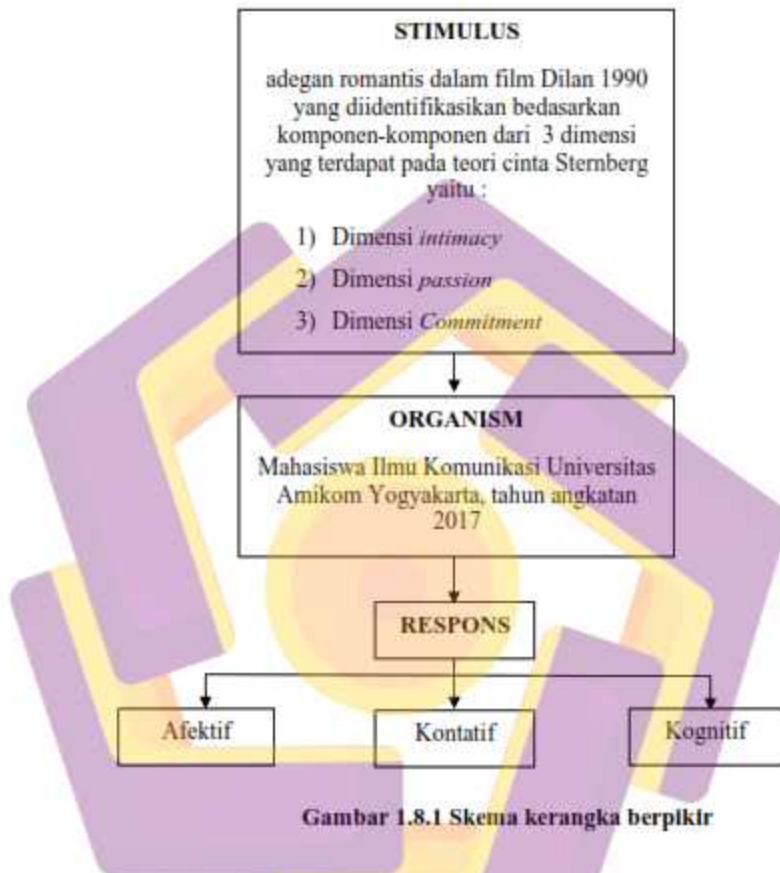 STIMULUS
adegan romantis dalam film Dilan 1990
yang diidentifikasikan bedasarkan
komponen-komponen dari 3 dimensi
yang terdapat pada teori cinta Sternberg
yaitu :
1) Dimensi intimacy
2) Dimensi passion
3) Dimensi Commitment
ORGANISM
Mahasiswa Ilmu Komunikasi Universitas
Amikom Yogyakarta, tahun angkatan
2017
RESPONS
Afektif
Kontatif
Kognitif
Gambar 1.8.1 Skema kerangka berpikir